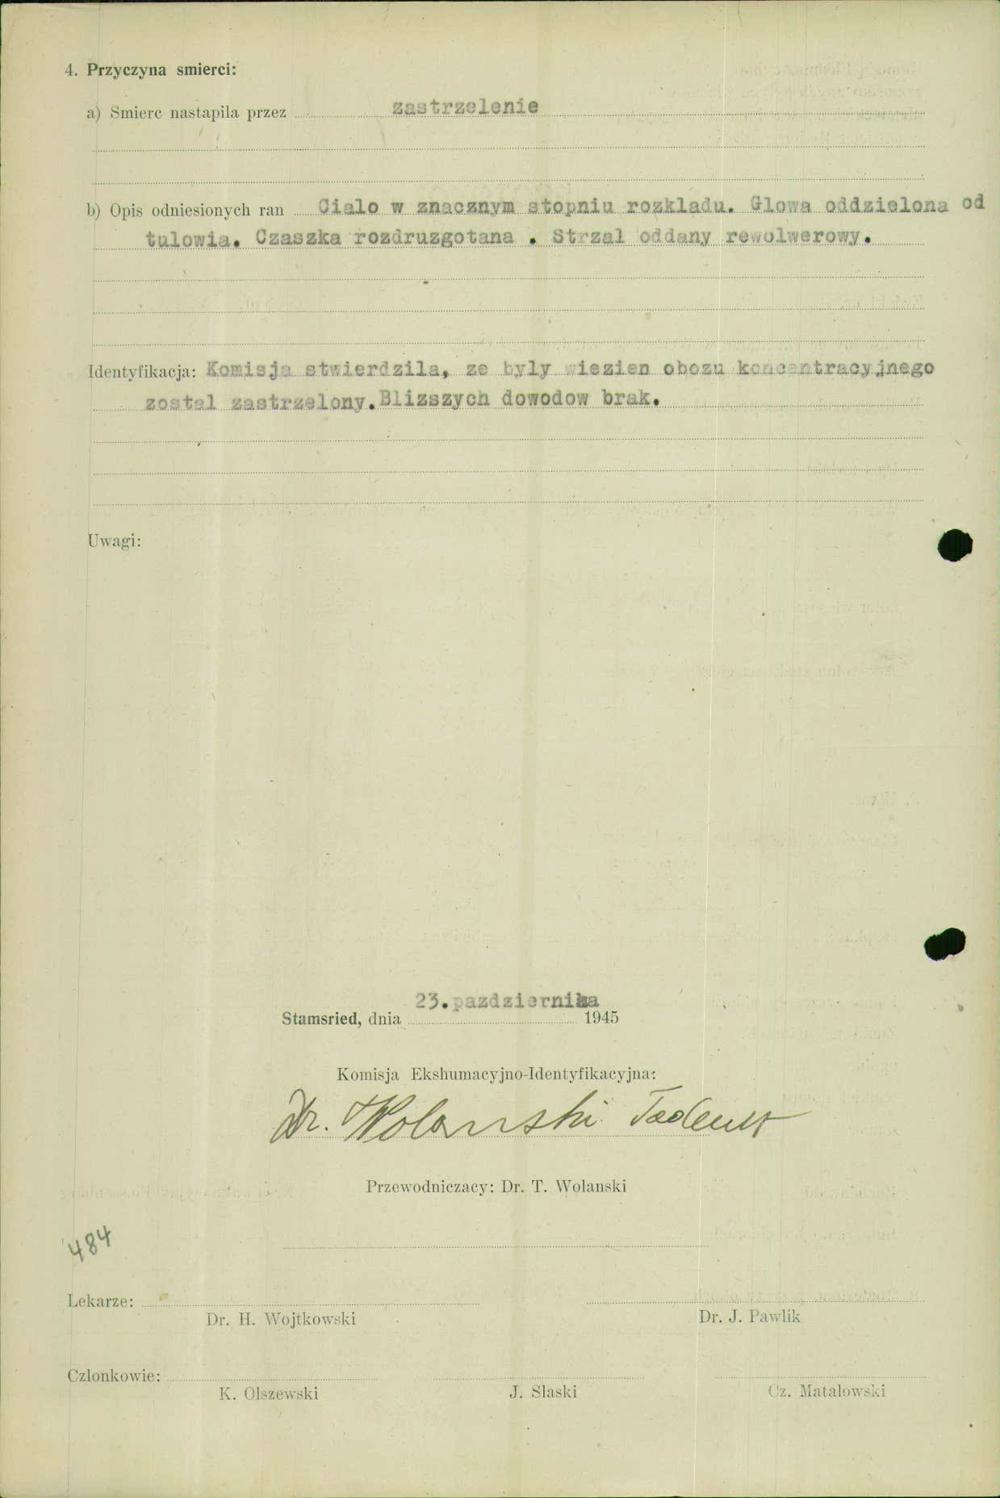 4. Przyczyna smierci:
a) Smierc nastapila przez zastrzelenie
b) Opis odniesionych ran Cialo w znacznym stopniu rozkladu. Glowa oddzielona od
tulowia. Czaszka rozdruzgotana . Strzal oddany rewolwerowy.
Identyfikacja: Komisja stwierdzila, ze byly wiezien obozu koncentracyjnego
zostal zastrzelony. Blizszych dowodow brak.
Uwagi:
23. pazdziernika
Stamsried, dnia 1945
Komisja Ekshumacyjno-Identyfikacyjna:
Dr. Wolanski Tadeusz
Przewodniczacy: Dr. T. Wolanski
484
Lekarze:
Dr. H. Wojtkowski Dr. J. Pawlik
Czlonkowie:
K. Olszewski J. Slaski Cz. Matalowski